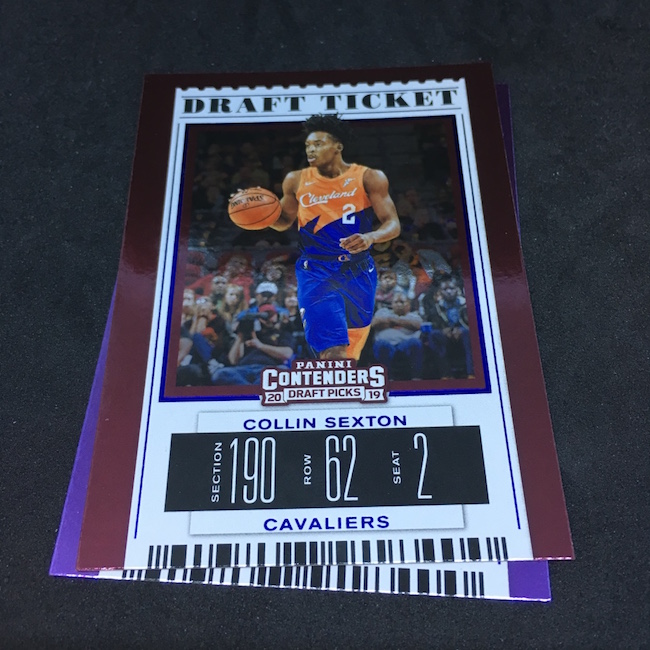 DRAFT TICKET
Cleveland
2
PANINI
CONTENDERS
20 DRAFT PICKS 19
COLLIN SEXTON
SECTION 190 ROW 62 SEAT 2
CAVALIERS